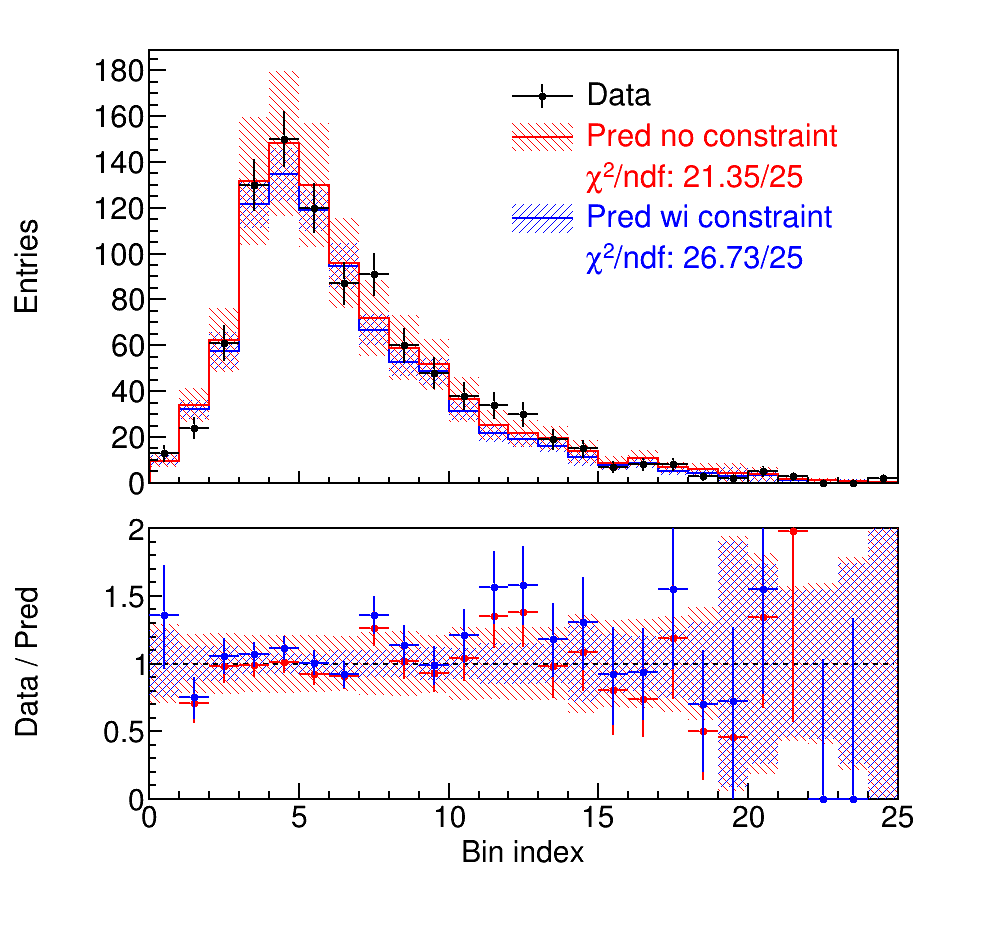 Entries
180
160
140
120
100
80
60
40
20
0
Data
Pred no constraint
χ²/ndf: 21.35/25
Pred wi constraint
χ²/ndf: 26.73/25
Data / Pred
2
1.5
1
0.5
0
0 5 10 15 20 25
Bin index